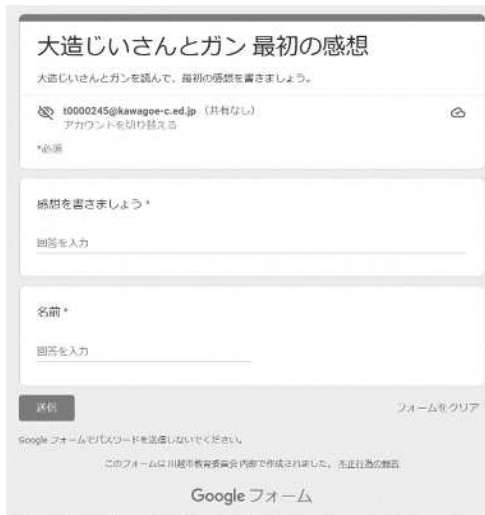 大造じいさんとガン 最初の感想
大造じいさんとガンを読んで、最初の感想を書きましょう。
t0000245@kawagoe-c.ed.jp (共有なし)
アカウントを切り替える
*必須
感想を書きましょう *
回答を入力
名前 *
回答を入力
送信
フォームをクリア
Google フォームでパスワードを送信しないでください。
このフォームは 川越市教育委員会 内部で作成されました。 不正行為の報告
Google フォーム